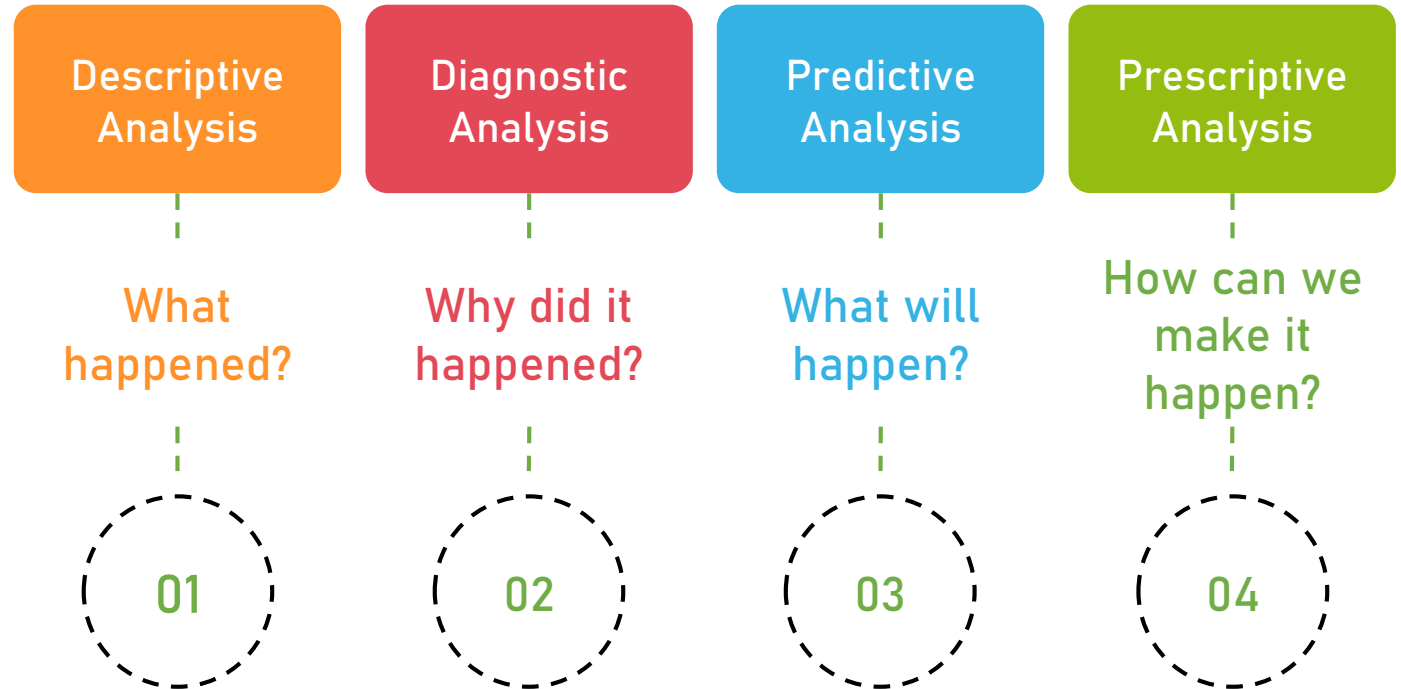 Descriptive
Analysis
Diagnostic
Analysis
Predictive
Analysis
Prescriptive
Analysis
What
happened?
Why did it
happened?
What will
happen?
How can we
make it
happen?
01
02
03
04